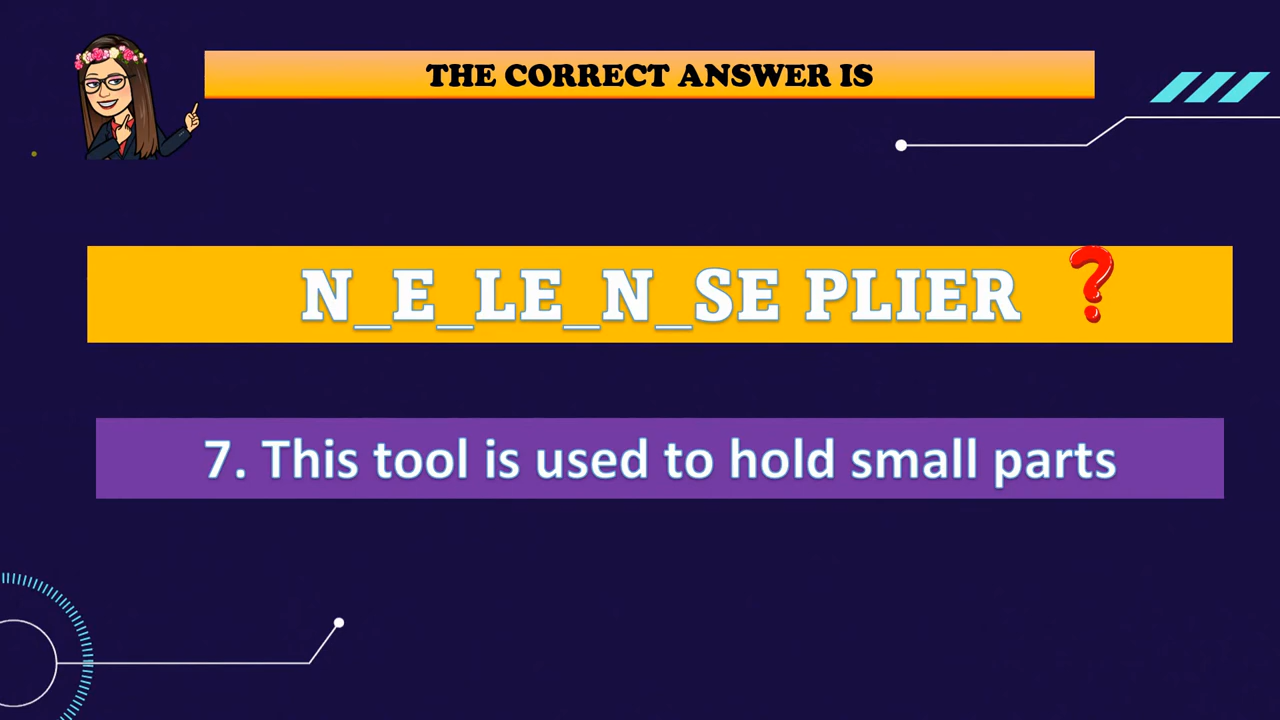 THE CORRECT ANSWER IS
N_E_LE_N_SE PLIER ❓
7. This tool is used to hold small parts